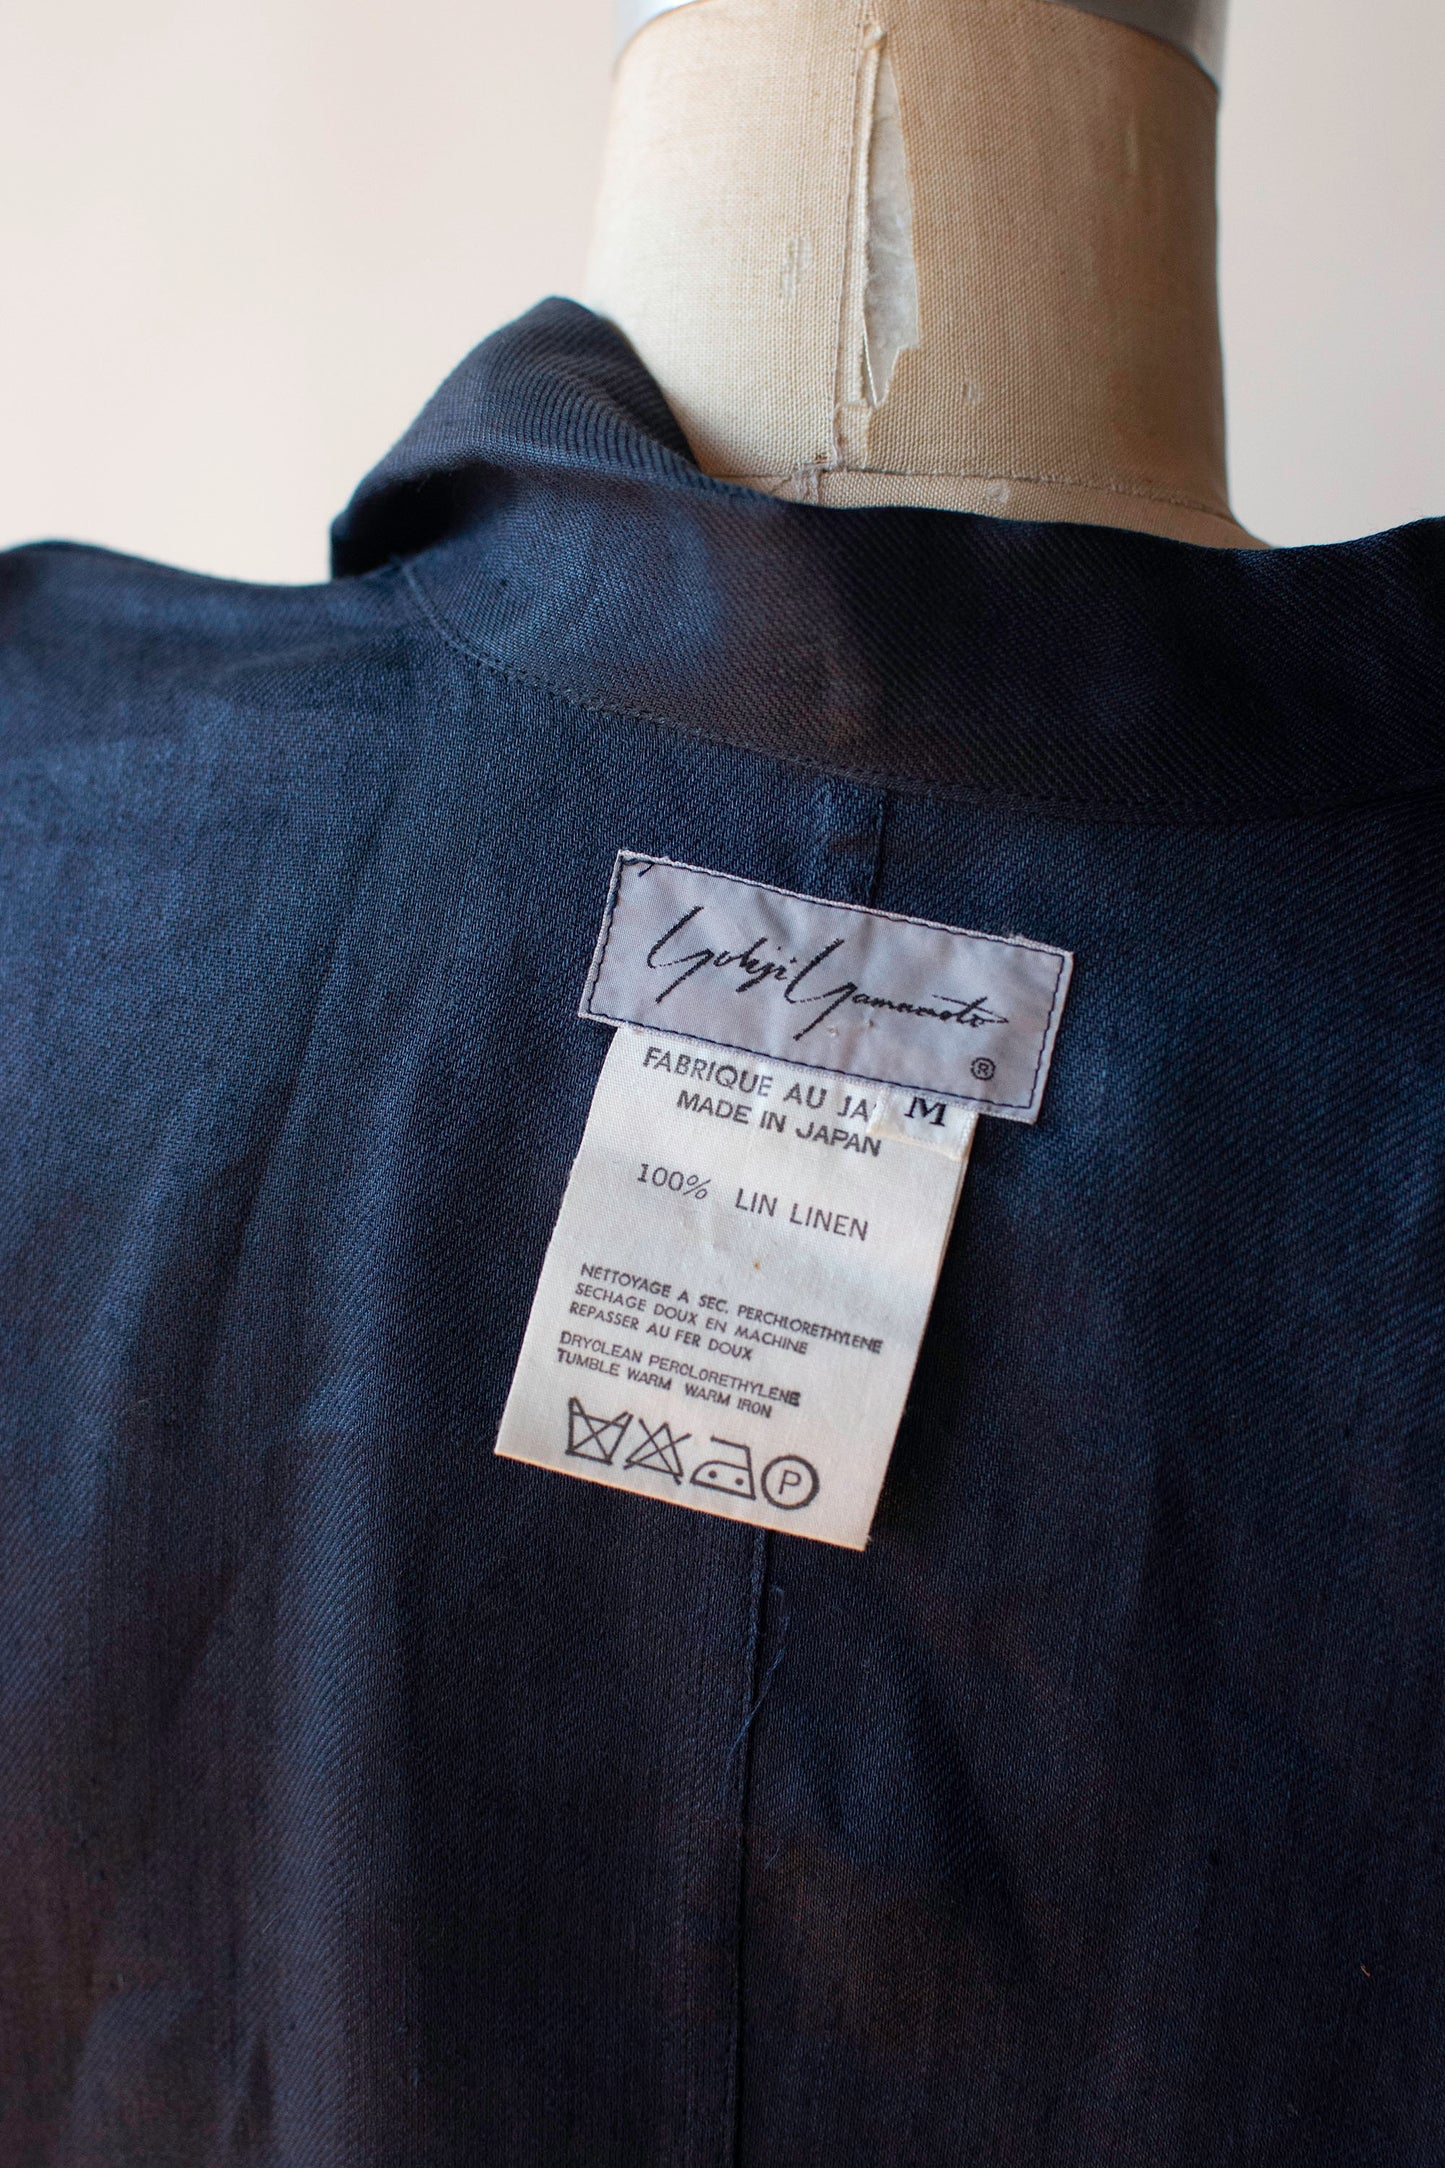 Yohji Yamamoto
®
FABRIQUE AU JA
M
MADE IN JAPAN
100% LIN LINEN
NETTOYAGE A SEC. PERCHLORETHYLENE
SECHAGE DOUX EN MACHINE
REPASSER AU FER DOUX
DRYCLEAN PERCLORETHYLENE
TUMBLE WARM WARM IRON
P